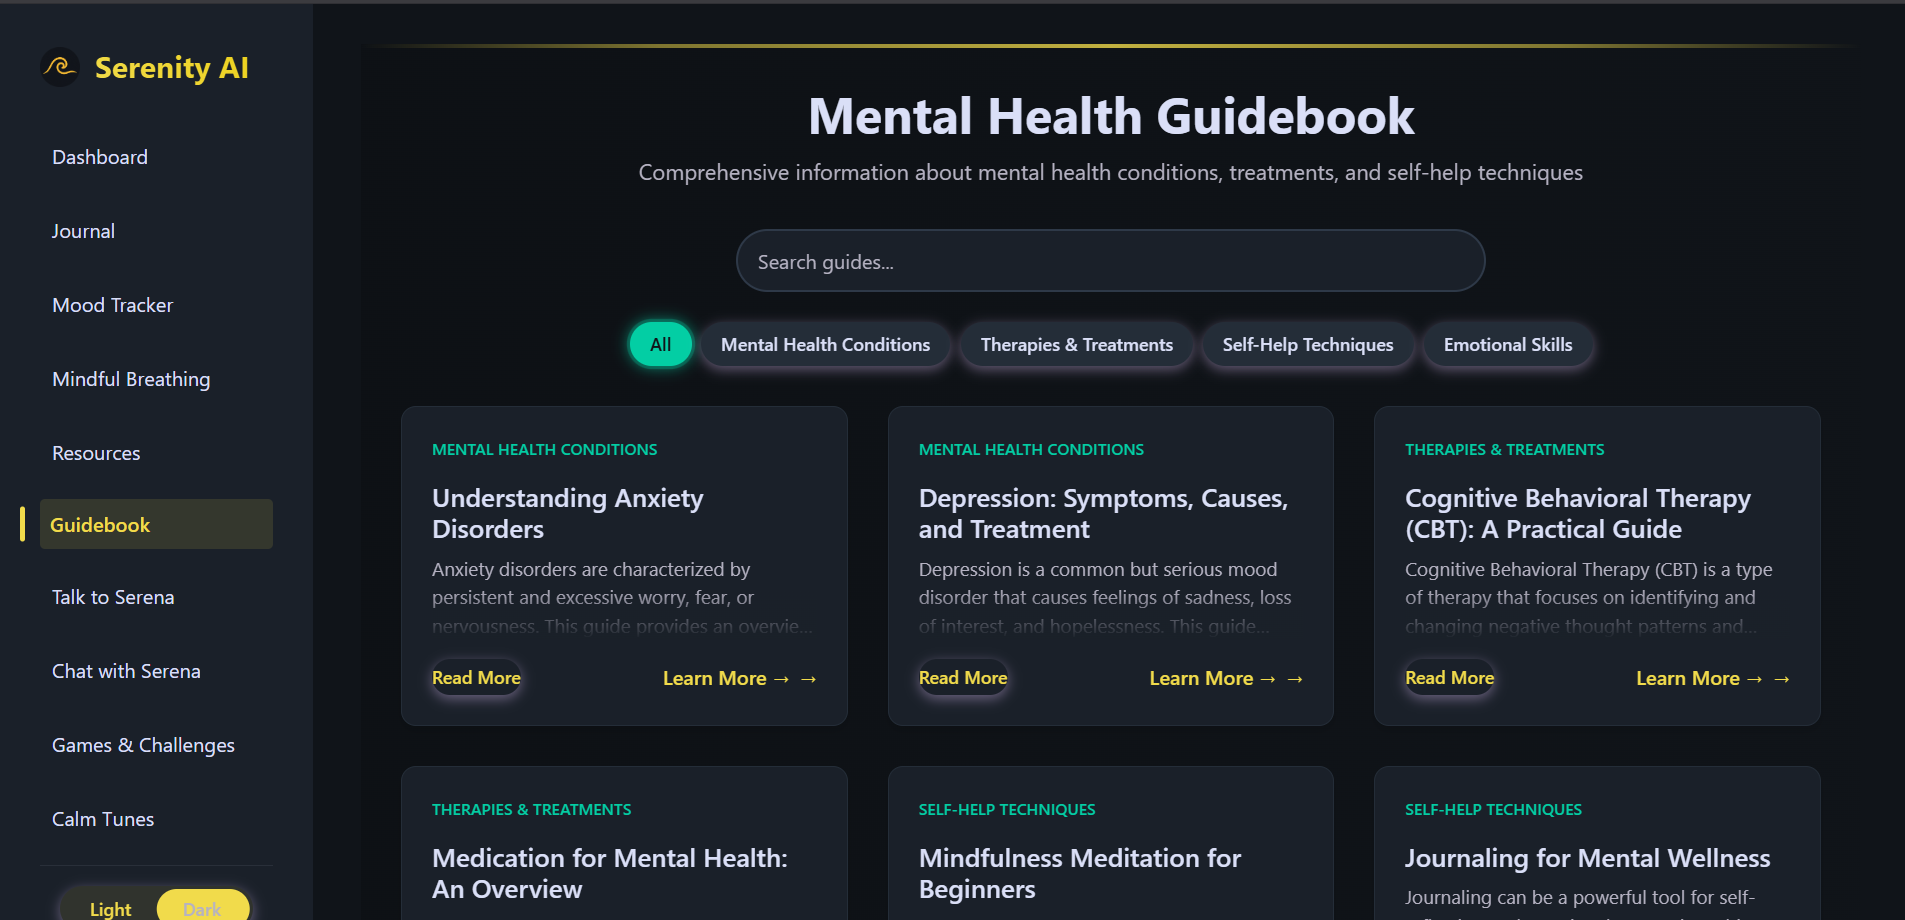 Serenity AI
Dashboard
Journal
Mood Tracker
Mindful Breathing
Resources
Guidebook
Talk to Serena
Chat with Serena
Games & Challenges
Calm Tunes
Light Dark
Mental Health Guidebook
Comprehensive information about mental health conditions, treatments, and self-help techniques
Search guides...
All Mental Health Conditions Therapies & Treatments Self-Help Techniques Emotional Skills
MENTAL HEALTH CONDITIONS
Understanding Anxiety
Disorders
Anxiety disorders are characterized by
persistent and excessive worry, fear, or
nervousness. This guide provides an overvie...
Read More Learn More → →
MENTAL HEALTH CONDITIONS
Depression: Symptoms, Causes,
and Treatment
Depression is a common but serious mood
disorder that causes feelings of sadness, loss
of interest, and hopelessness. This guide...
Read More Learn More → →
THERAPIES & TREATMENTS
Cognitive Behavioral Therapy
(CBT): A Practical Guide
Cognitive Behavioral Therapy (CBT) is a type
of therapy that focuses on identifying and
changing negative thought patterns and...
Read More Learn More → →
THERAPIES & TREATMENTS
Medication for Mental Health:
An Overview
SELF-HELP TECHNIQUES
Mindfulness Meditation for
Beginners
SELF-HELP TECHNIQUES
Journaling for Mental Wellness
Journaling can be a powerful tool for self-